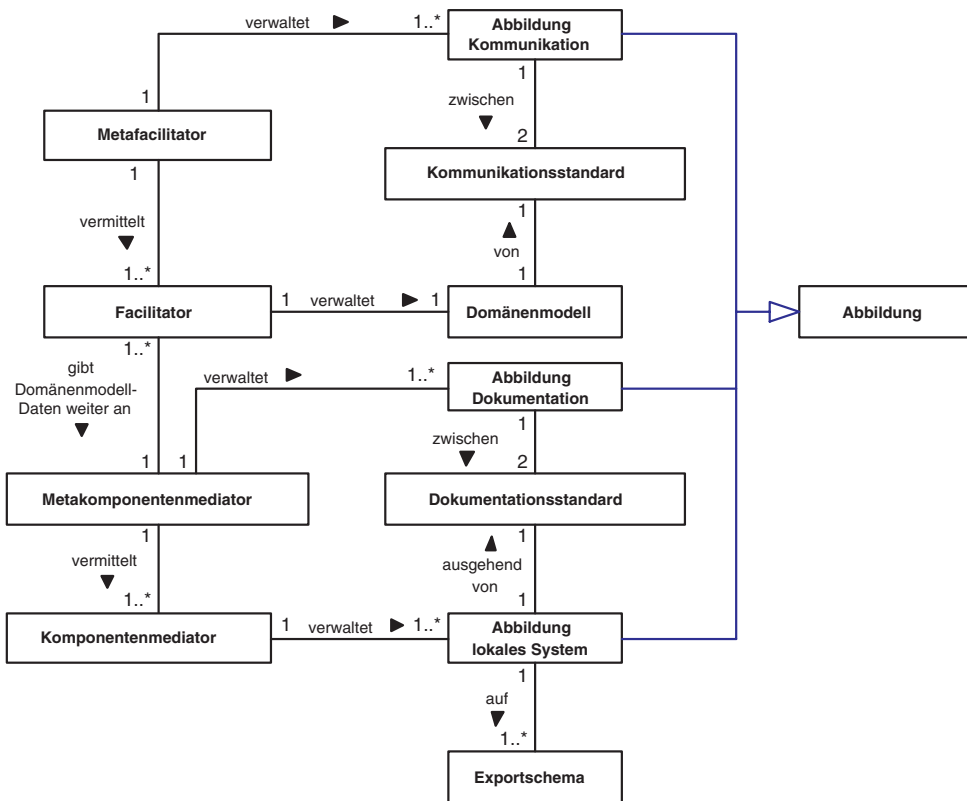 verwaltet
1..*
Abbildung
Kommunikation
1
1
zwischen
2
Metafacilitator
1
Kommunikationsstandard
1
vermittelt
von
1..*
1
Facilitator
1
verwaltet
1
Domänenmodell
Abbildung
1..*
gibt
Domänenmodell-
Daten weiter an
verwaltet
1..*
Abbildung
Dokumentation
1
zwischen
1
1
2
Metakomponentenmediator
Dokumentationsstandard
1
1
vermittelt
ausgehend
von
1..*
1
Komponentenmediator
1
verwaltet
1..*
Abbildung
lokales System
1
auf
1..*
Exportschema